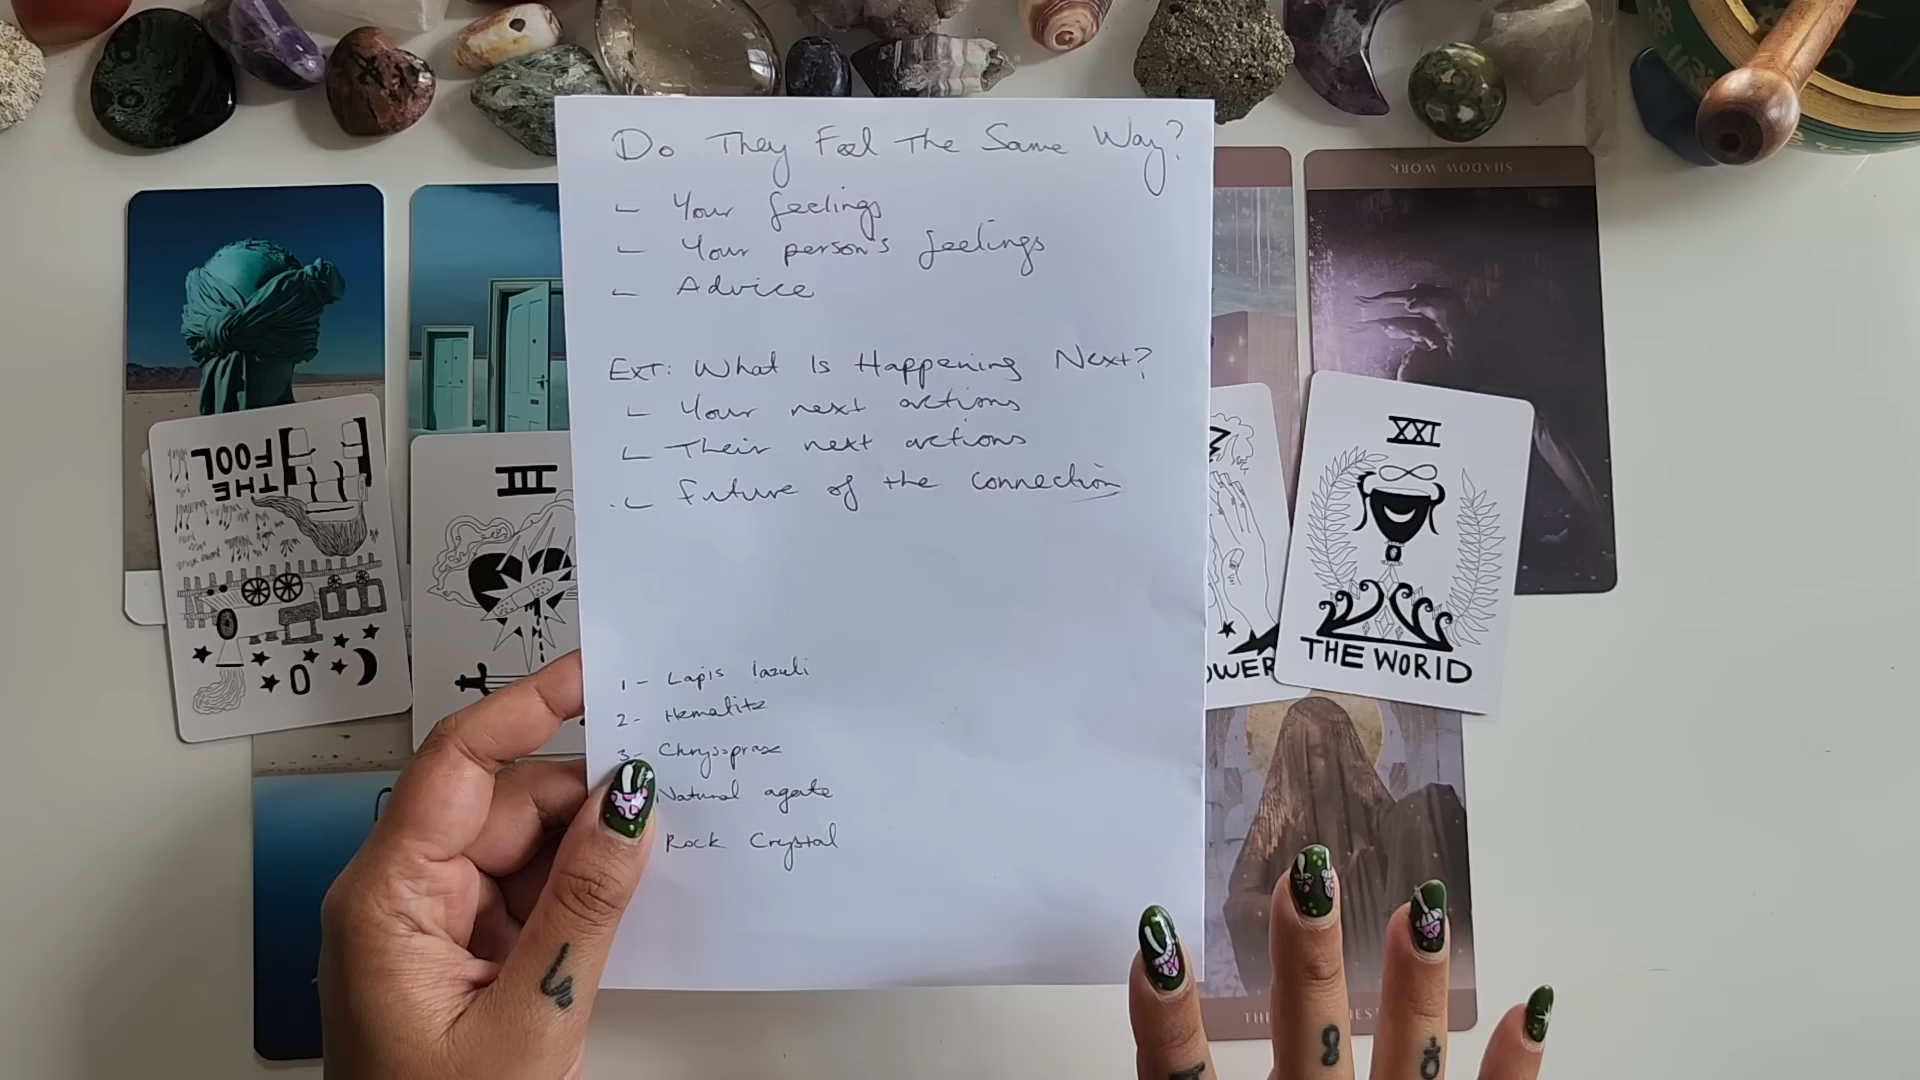 Do They Feel The Same Way?
- Your feelings
- Your person's feelings
- Advice
Ext: What Is Happening Next?
- Your next actions
- Their next actions
- Future of the connection
1 - Lapis lazuli
2 - Hematite
3 - Chrysoprase
Natural agate
Rock Crystal
SHADOW WORK
THE FOOL
0
III
XXI
THE WORLD